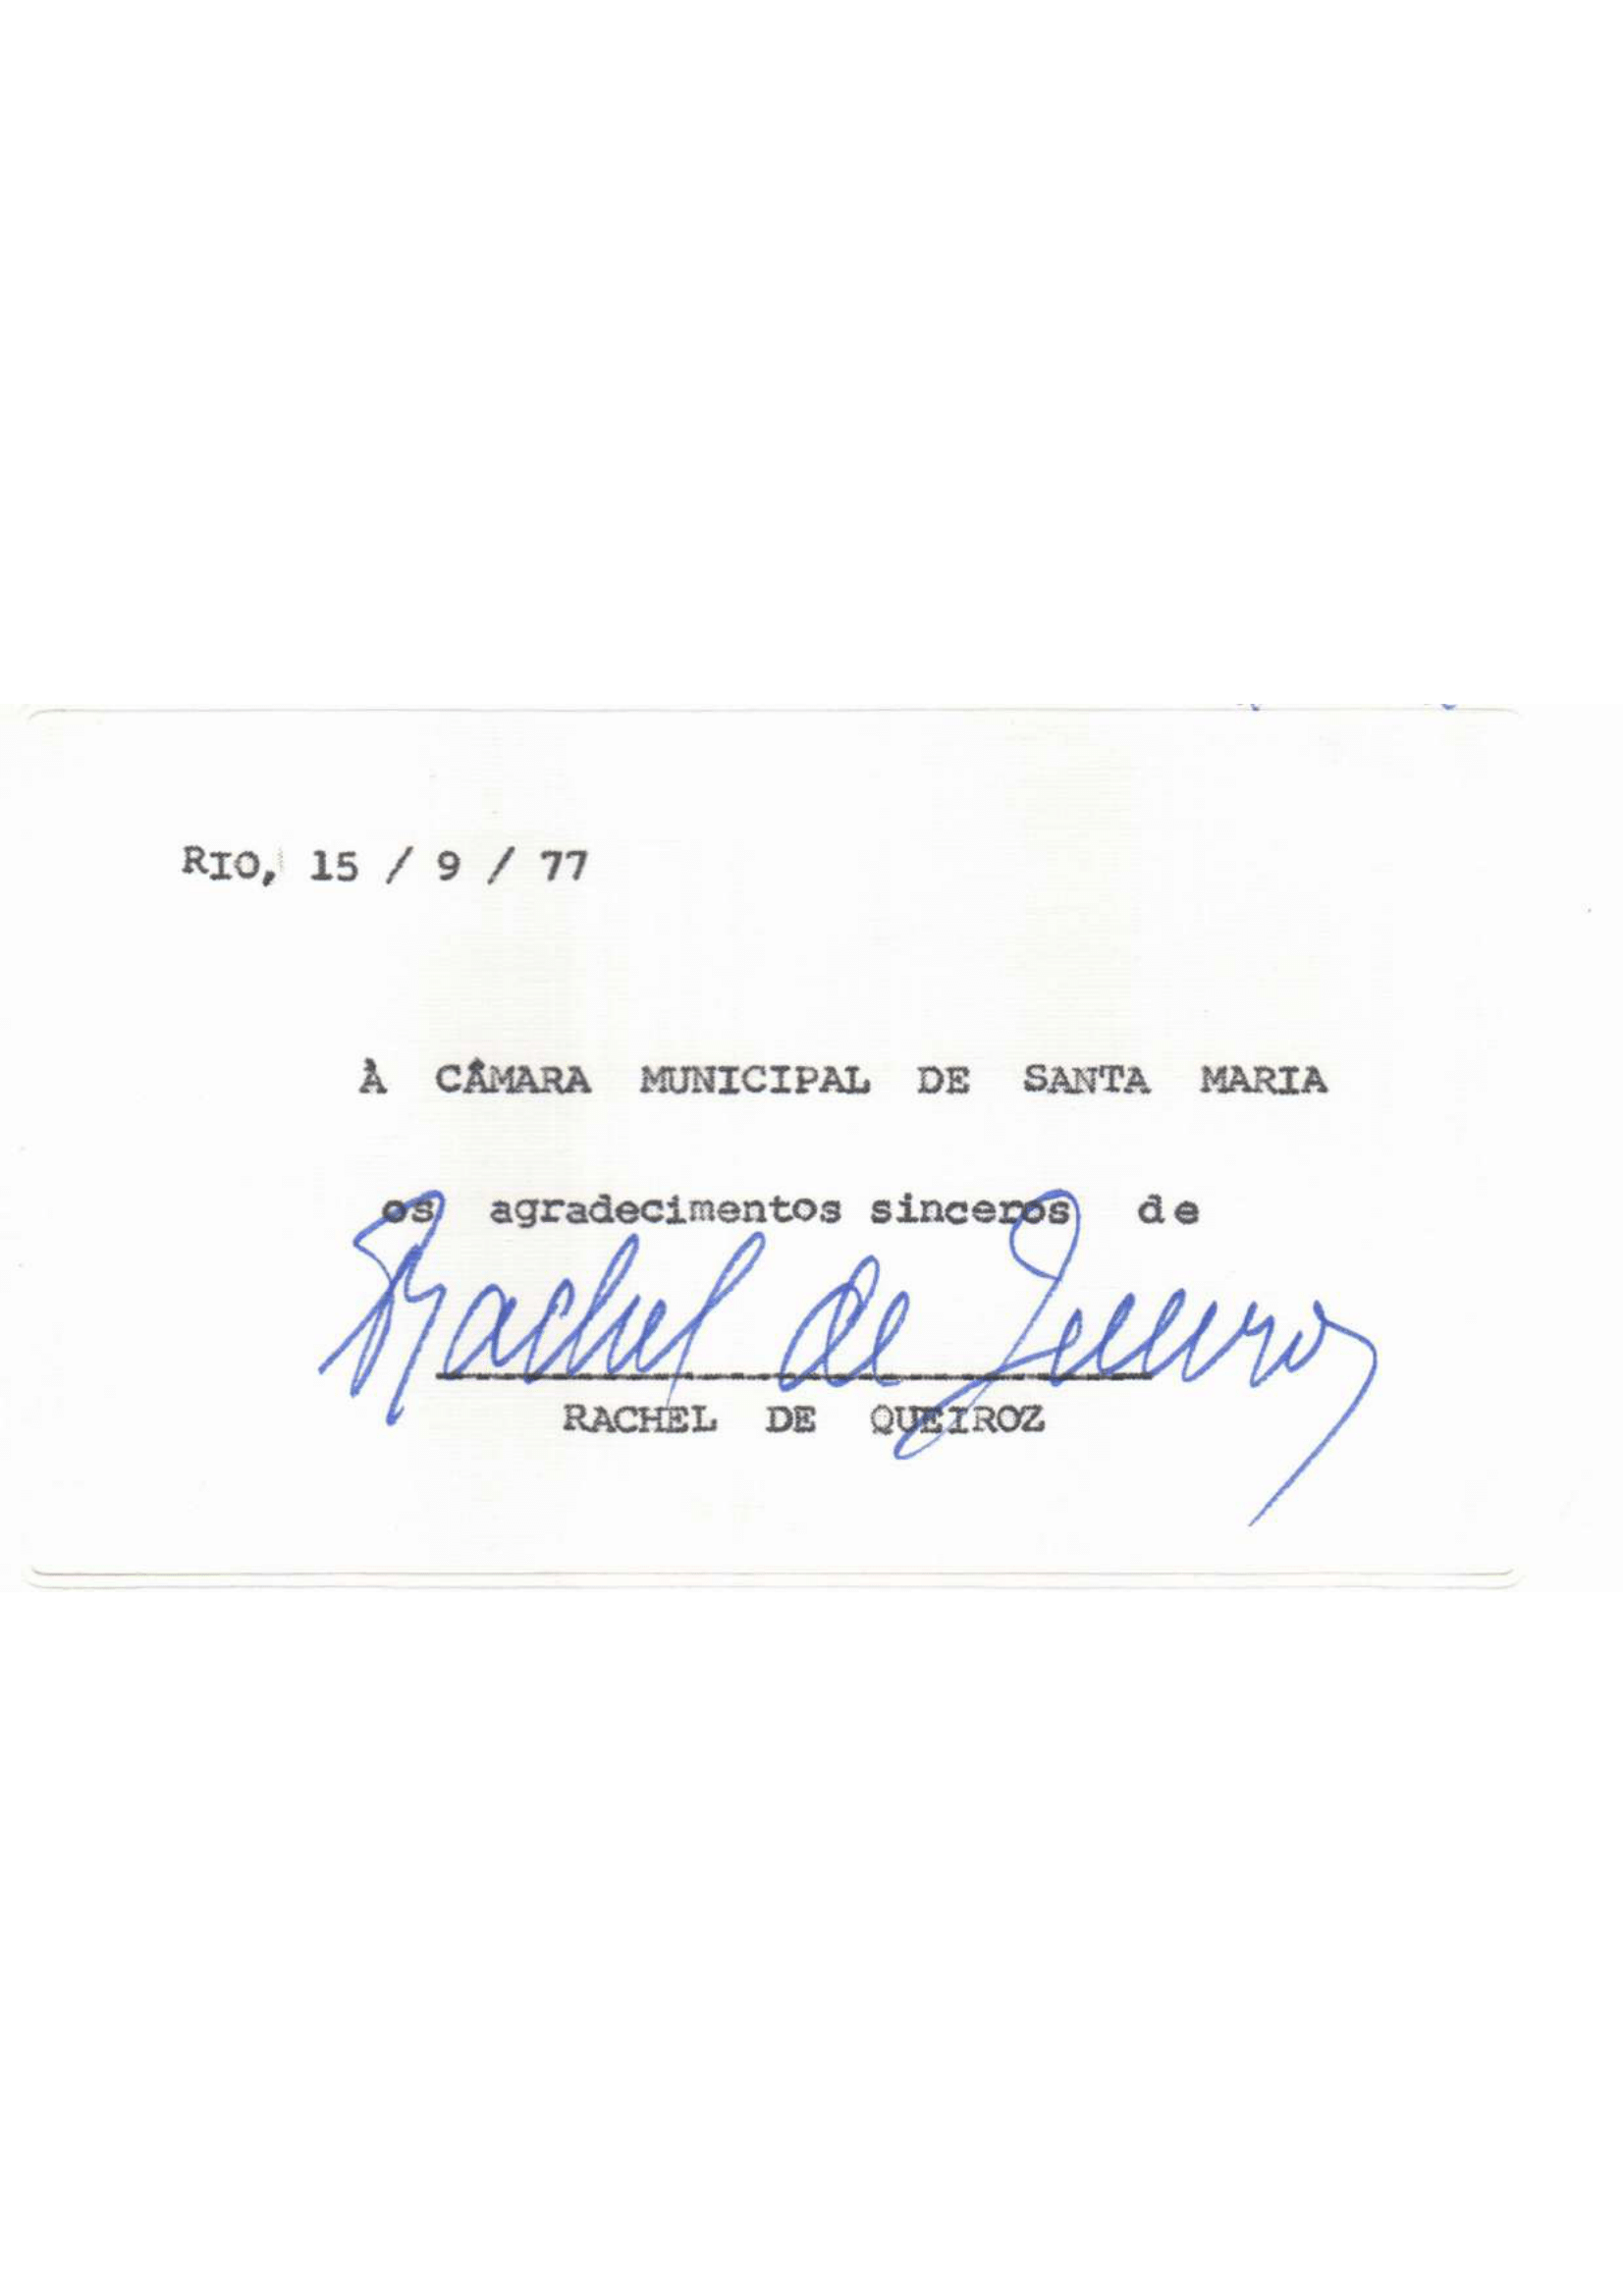 RIO, 15 / 9 / 77
À CÂMARA MUNICIPAL DE SANTA MARIA
os agradecimentos sinceros de
Rachel de Queiroz
RACHEL DE QUEIROZ